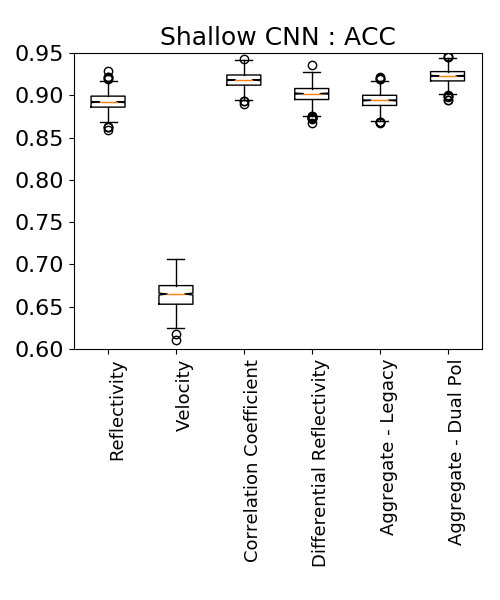 Shallow CNN : ACC
0.95
0.90
0.85
0.80
0.75
0.70
0.65
0.60
Reflectivity
Velocity
Correlation Coefficient
Differential Reflectivity
Aggregate - Legacy
Aggregate - Dual Pol